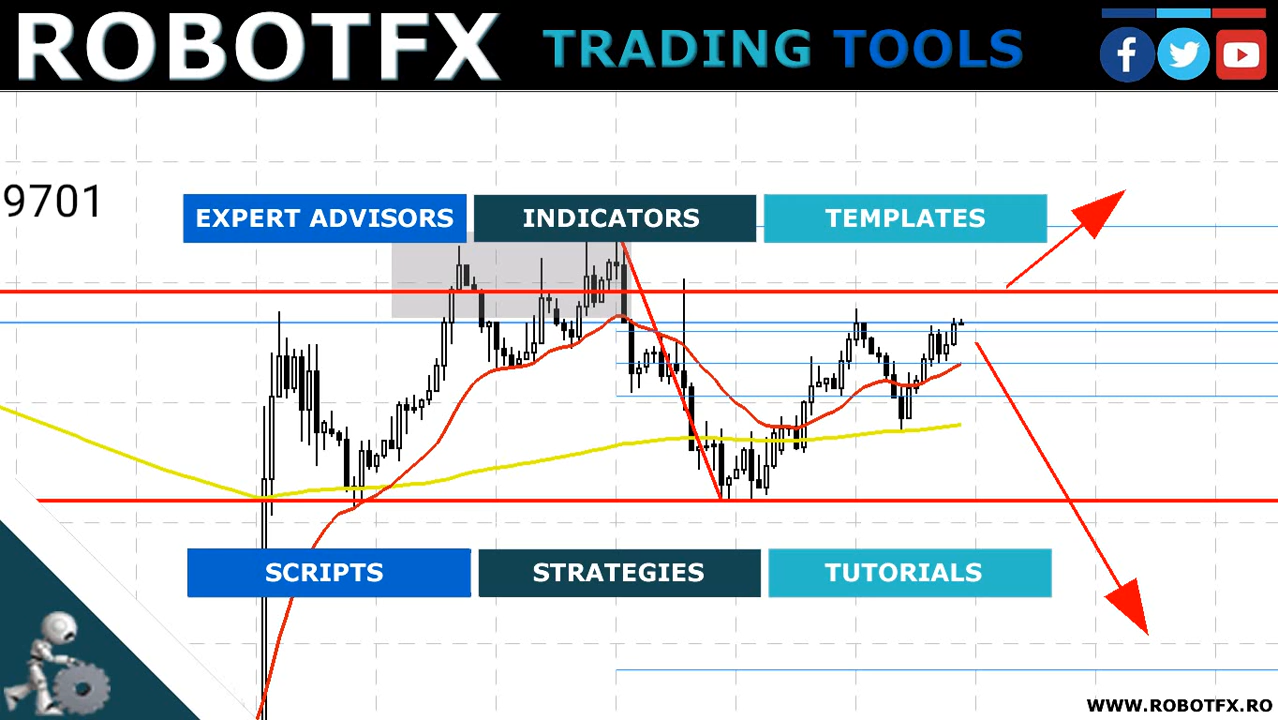 ROBOTFX TRADING TOOLS
9701
EXPERT ADVISORS INDICATORS TEMPLATES
SCRIPTS STRATEGIES TUTORIALS
WWW.ROBOTFX.RO